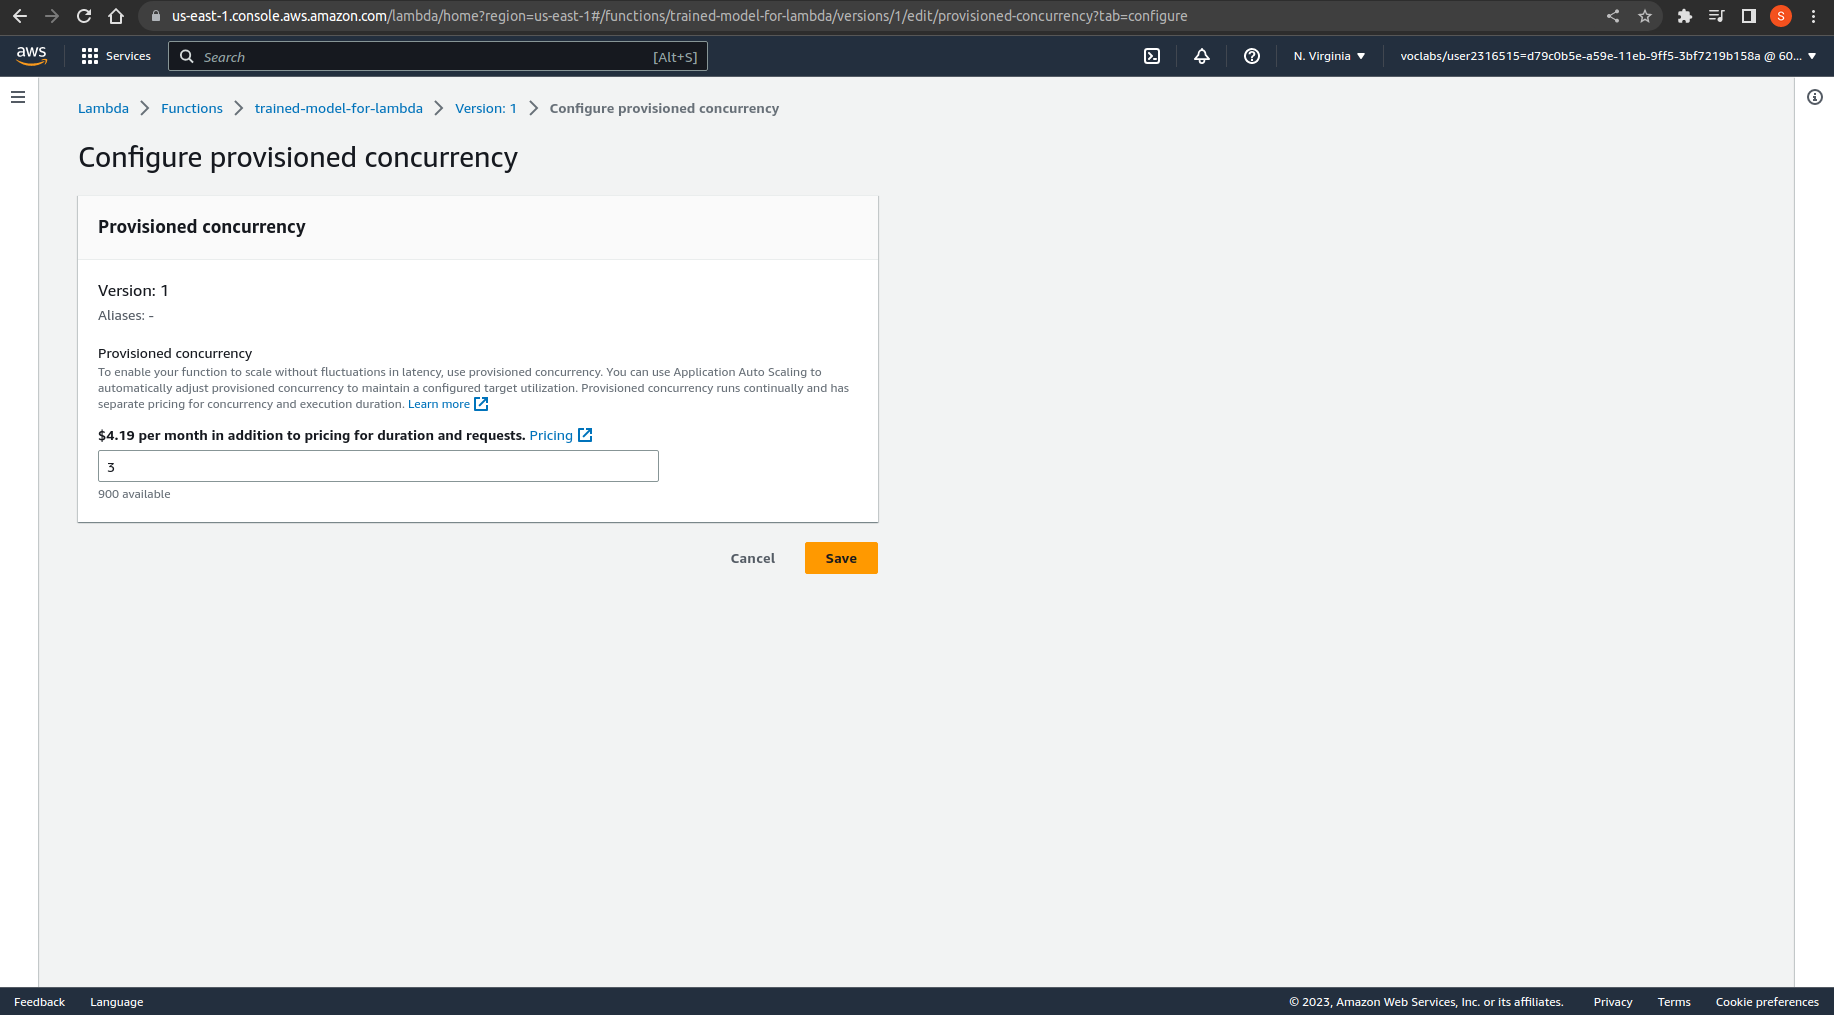 us-east-1.console.aws.amazon.com/lambda/home?region=us-east-1#/functions/trained-model-for-lambda/versions/1/edit/provisioned-concurrency?tab=configure
S
aws
Services
Search
[Alt+S]
N. Virginia
voclabs/user2316515=d79c0b5e-a59e-11eb-9ff5-3bf7219b158a @ 60...
Lambda
Functions
trained-model-for-lambda
Version: 1
Configure provisioned concurrency
Configure provisioned concurrency
Provisioned concurrency
Version: 1
Aliases: -
Provisioned concurrency
To enable your function to scale without fluctuations in latency, use provisioned concurrency. You can use Application Auto Scaling to
automatically adjust provisioned concurrency to maintain a configured target utilization. Provisioned concurrency runs continually and has
separate pricing for concurrency and execution duration. Learn more
$4.19 per month in addition to pricing for duration and requests. Pricing
3
900 available
Cancel
Save
Feedback
Language
© 2023, Amazon Web Services, Inc. or its affiliates.
Privacy
Terms
Cookie preferences